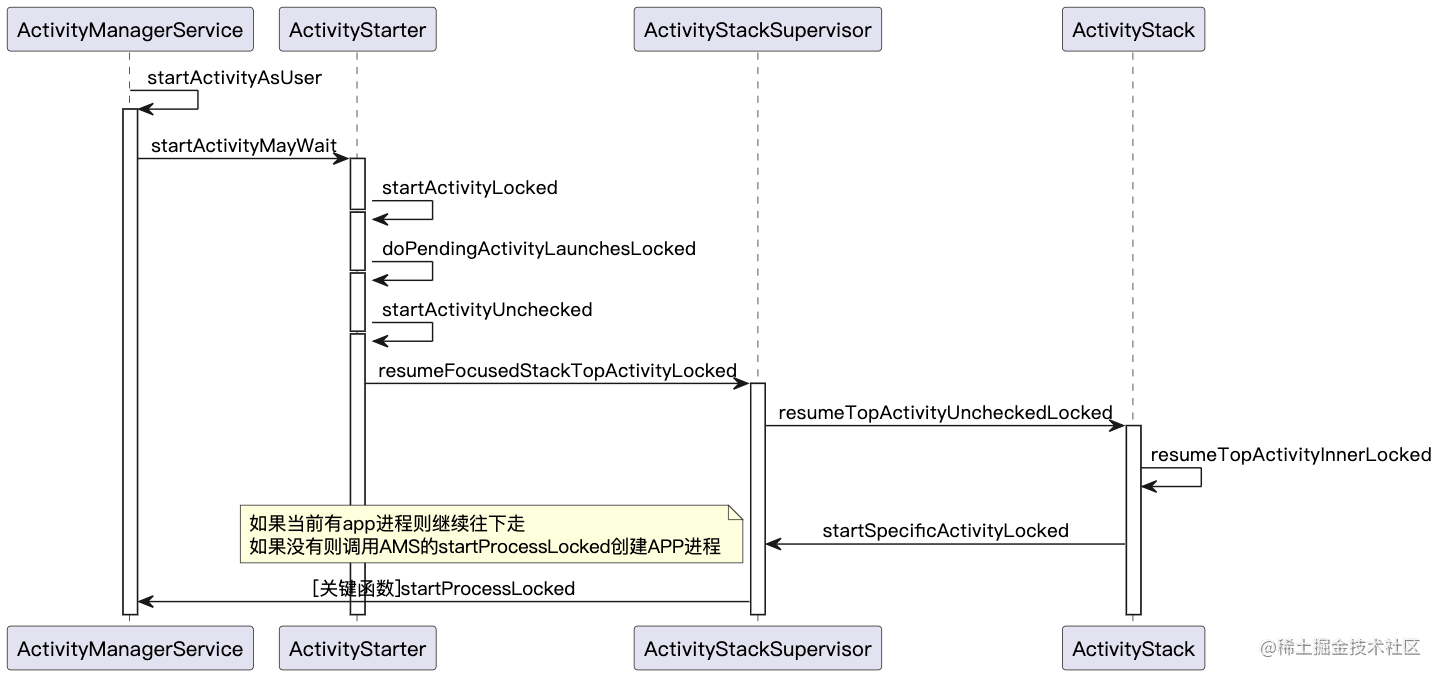 ActivityManagerService
ActivityStarter
ActivityStackSupervisor
ActivityStack
startActivityAsUser
startActivityMayWait
startActivityLocked
doPendingActivityLaunchesLocked
startActivityUnchecked
resumeFocusedStackTopActivityLocked
resumeTopActivityUncheckedLocked
resumeTopActivityInnerLocked
如果当前有app进程则继续往下走
如果没有则调用AMS的startProcessLocked创建APP进程
startSpecificActivityLocked
[关键函数]startProcessLocked
ActivityManagerService
ActivityStarter
ActivityStackSupervisor
ActivityStack
@稀土掘金技术社区